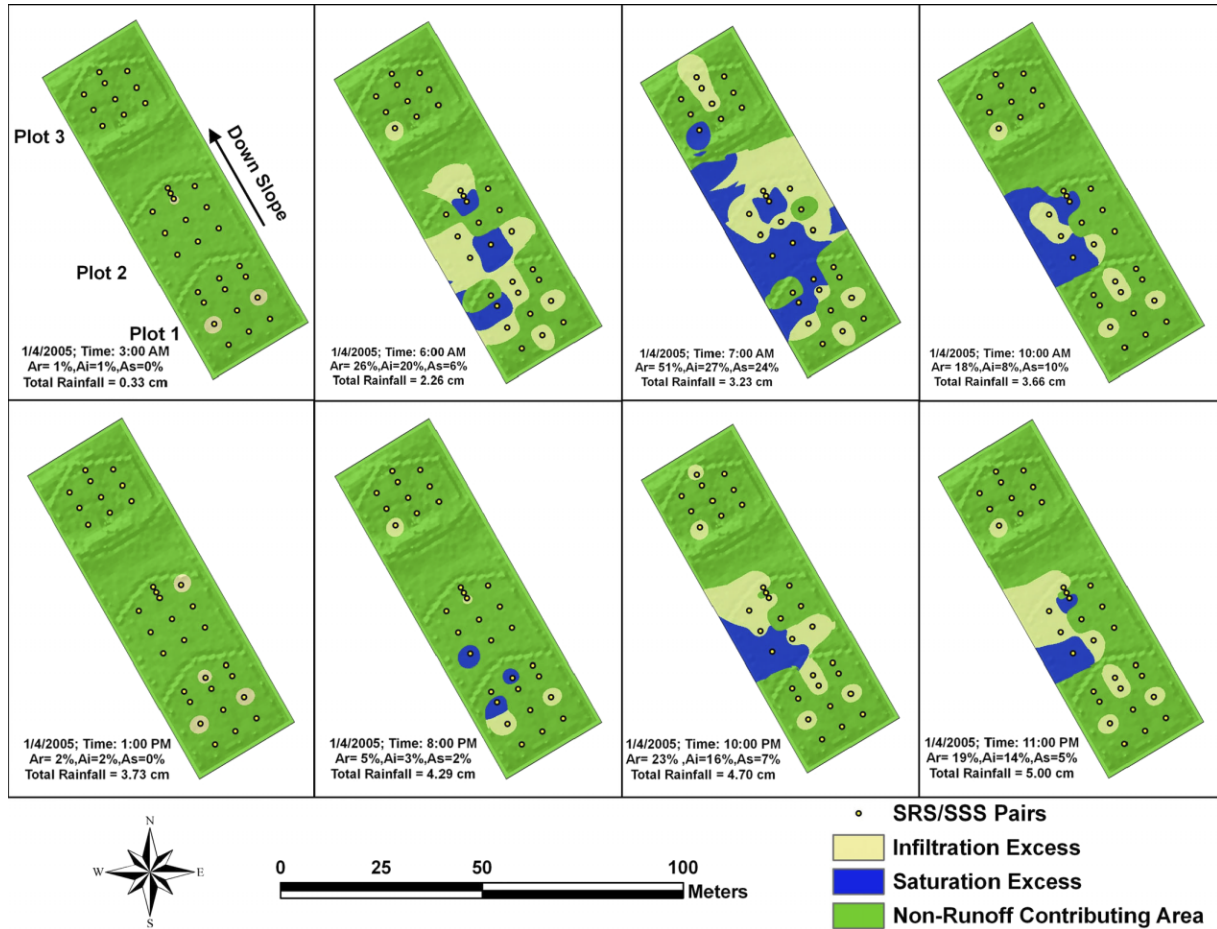 Plot 3
Down Slope
Plot 2
Plot 1
1/4/2005; Time: 3:00 AM
Ar= 1%,Ai=1%,As=0%
Total Rainfall = 0.33 cm
1/4/2005; Time: 6:00 AM
Ar= 26%,Ai=20%,As=6%
Total Rainfall = 2.26 cm
1/4/2005; Time: 7:00 AM
Ar= 51%,Ai=27%,As=24%
Total Rainfall = 3.23 cm
1/4/2005; Time: 10:00 AM
Ar= 18%,Ai=8%,As=10%
Total Rainfall = 3.66 cm
1/4/2005; Time: 1:00 PM
Ar= 2%,Ai=2%,As=0%
Total Rainfall = 3.73 cm
1/4/2005; Time: 8:00 PM
Ar= 5%,Ai=3%,As=2%
Total Rainfall = 4.29 cm
1/4/2005; Time: 10:00 PM
Ar= 23% ,Ai=16%,As=7%
Total Rainfall = 4.70 cm
1/4/2005; Time: 11:00 PM
Ar= 19%,Ai=14%,As=5%
Total Rainfall = 5.00 cm
N
W
E
S
0 25 50 100
Meters
SRS/SSS Pairs
Infiltration Excess
Saturation Excess
Non-Runoff Contributing Area